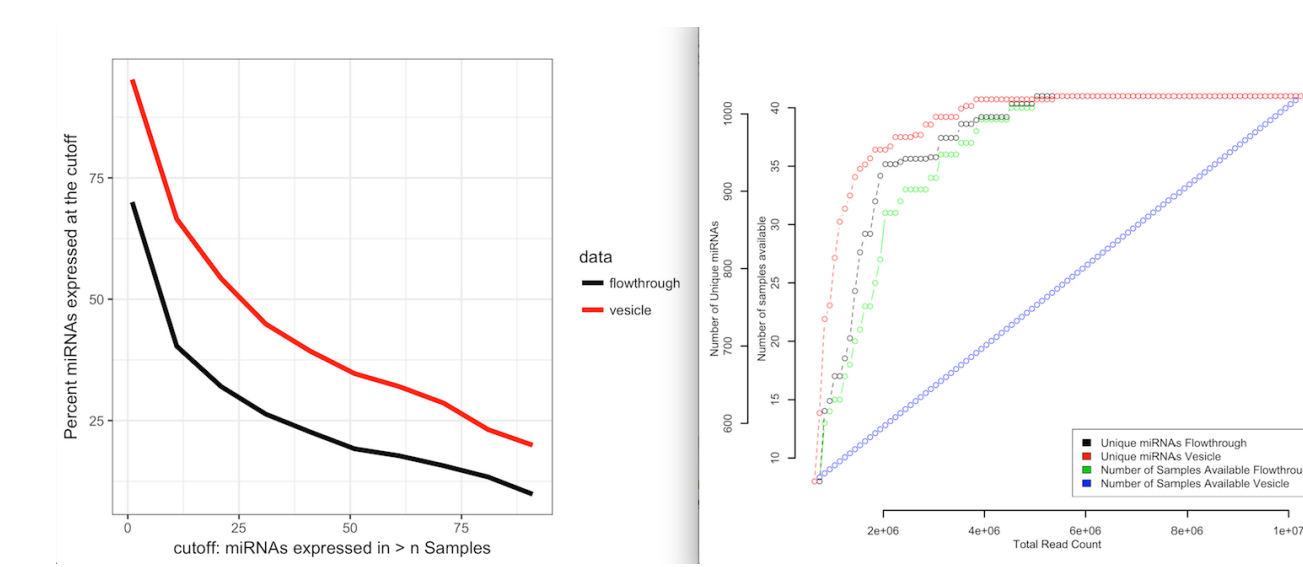 Percent miRNAs expressed at the cutoff
75
50
25
0 25 50 75
cutoff: miRNAs expressed in > n Samples
data
flowthrough
vesicle
Number of Unique miRNAs
600 700 800 900 1000
Number of samples available
10 15 20 25 30 35 40
Unique miRNAs Flowthrough
Unique miRNAs Vesicle
Number of Samples Available Flowthrou
Number of Samples Available Vesicle
2e+06 4e+06 6e+06 8e+06 1e+07
Total Read Count